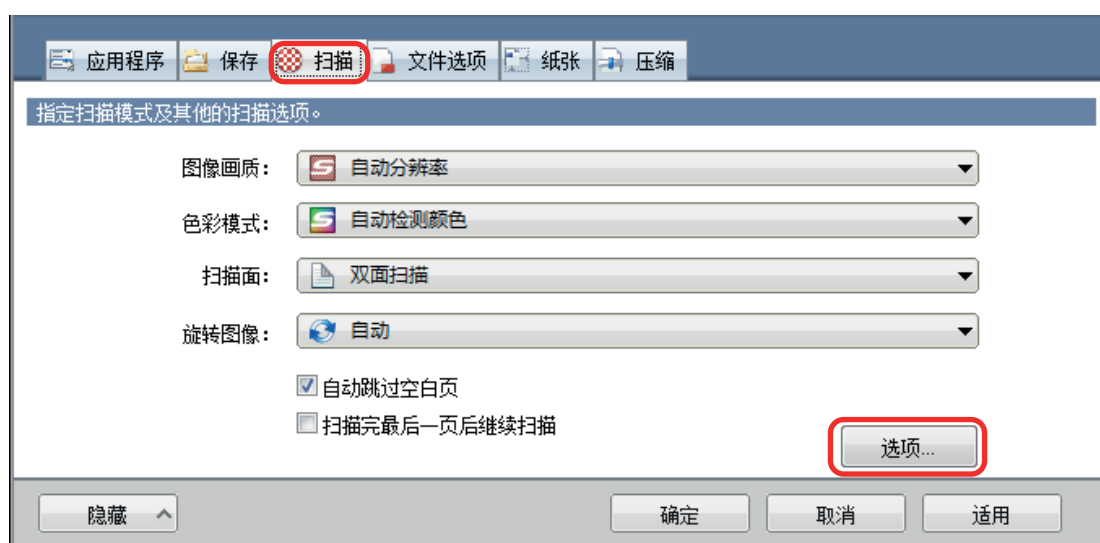 应用程序 保存 扫描 文件选项 纸张 压缩
指定扫描模式及其他的扫描选项。
图像画质： 自动分辨率
色彩模式： 自动检测颜色
扫描面： 双面扫描
旋转图像： 自动
自动跳过空白页
扫描完最后一页后继续扫描
选项...
隐藏 确定 取消 适用